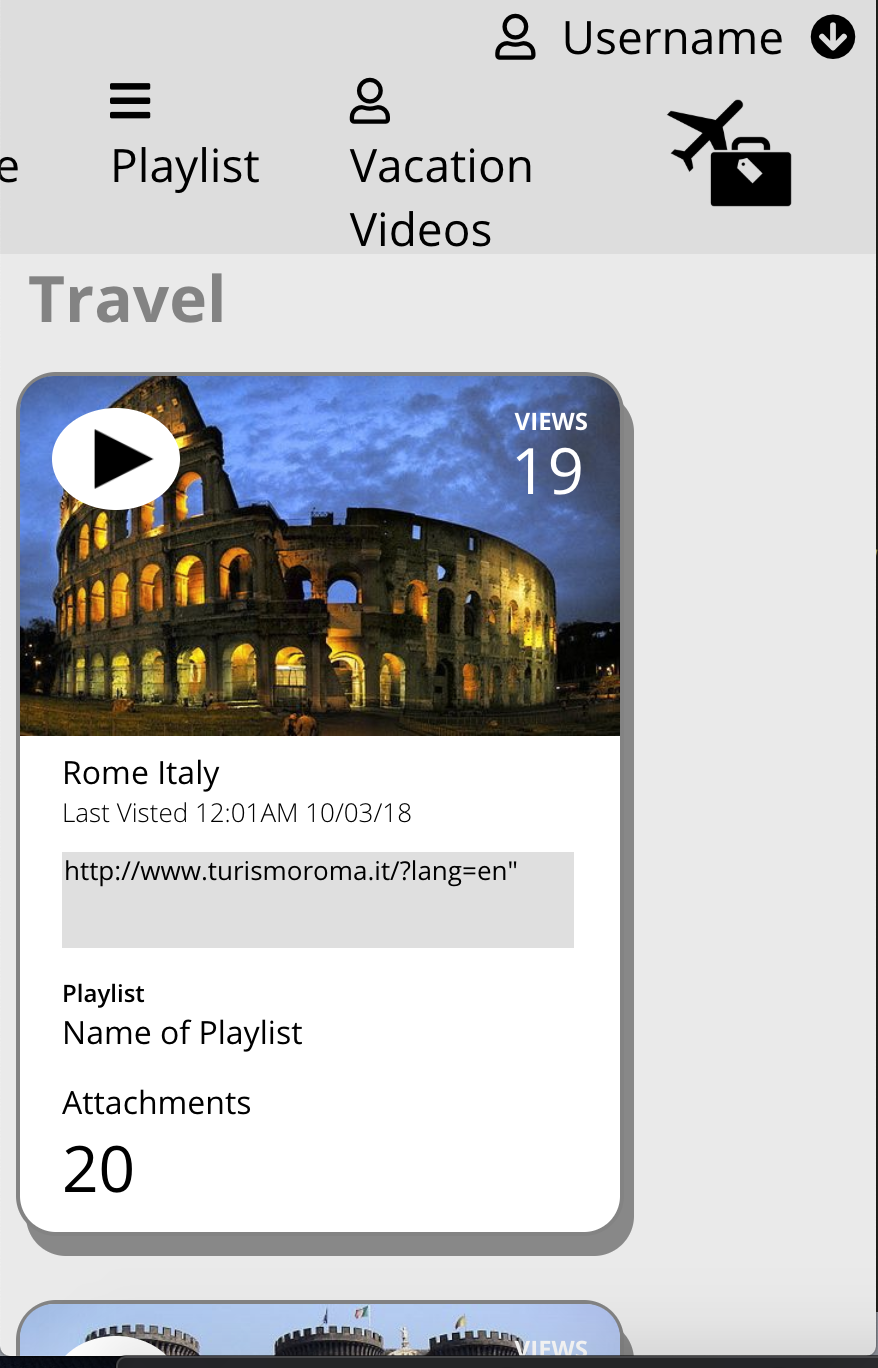 Username
e Playlist Vacation
Videos
Travel
VIEWS
19
Rome Italy
Last Visted 12:01AM 10/03/18
http://www.turismoroma.it/?lang=en"
Playlist
Name of Playlist
Attachments
20
VIEWS